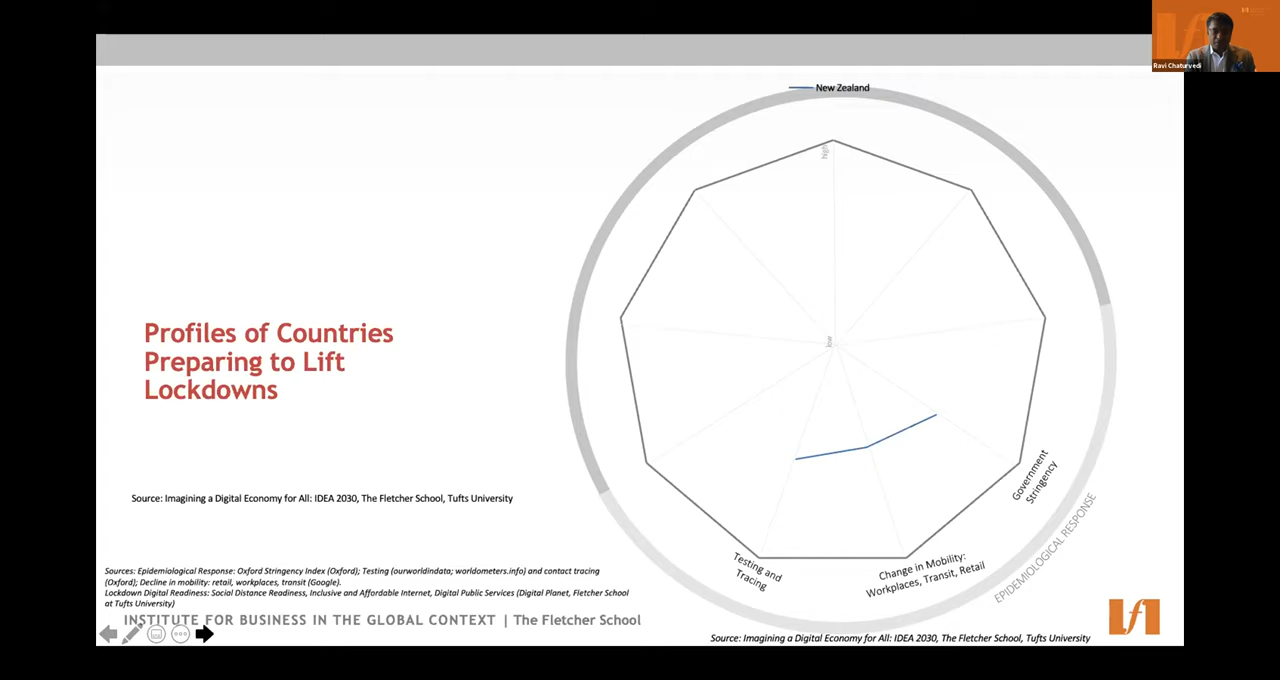 Ravi Chaturvedi
New Zealand
high
low
Profiles of Countries
Preparing to Lift
Lockdowns
Government
Stringency
EPIDEMIOLOGICAL RESPONSE
Change in Mobility:
Workplaces, Transit, Retail
Testing and
Tracing
Source: Imagining a Digital Economy for All: IDEA 2030, The Fletcher School, Tufts University
Sources: Epidemiological Response: Oxford Stringency Index (Oxford); Testing (ourworldindata; worldometers.info) and contact tracing
(Oxford); Decline in mobility: retail, workplaces, transit (Google).
Lockdown Digital Readiness: Social Distance Readiness, Inclusive and Affordable Internet, Digital Public Services (Digital Planet, Fletcher School
at Tufts University)
INSTITUTE FOR BUSINESS IN THE GLOBAL CONTEXT | The Fletcher School
Source: Imagining a Digital Economy for All: IDEA 2030, The Fletcher School, Tufts University